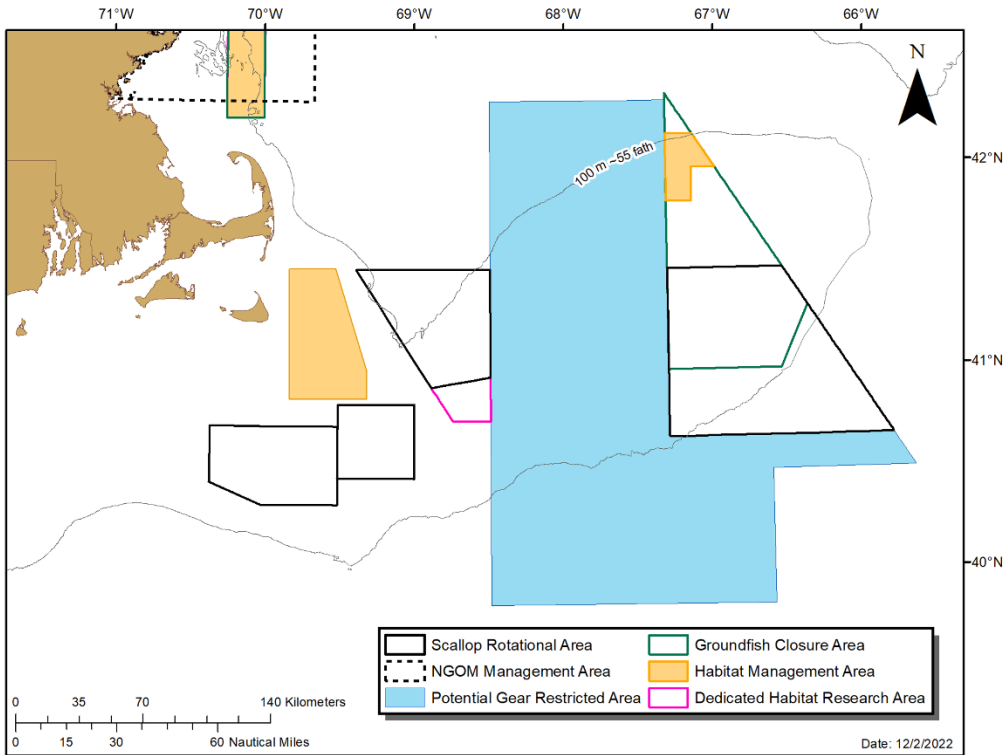 71°W 70°W 69°W 68°W 67°W 66°W
N
42°N
100 m ~55 fath
41°N
40°N
Scallop Rotational Area
NGOM Management Area
Potential Gear Restricted Area
Groundfish Closure Area
Habitat Management Area
Dedicated Habitat Research Area
0 35 70 140 Kilometers
0 15 30 60 Nautical Miles
Date: 12/2/2022